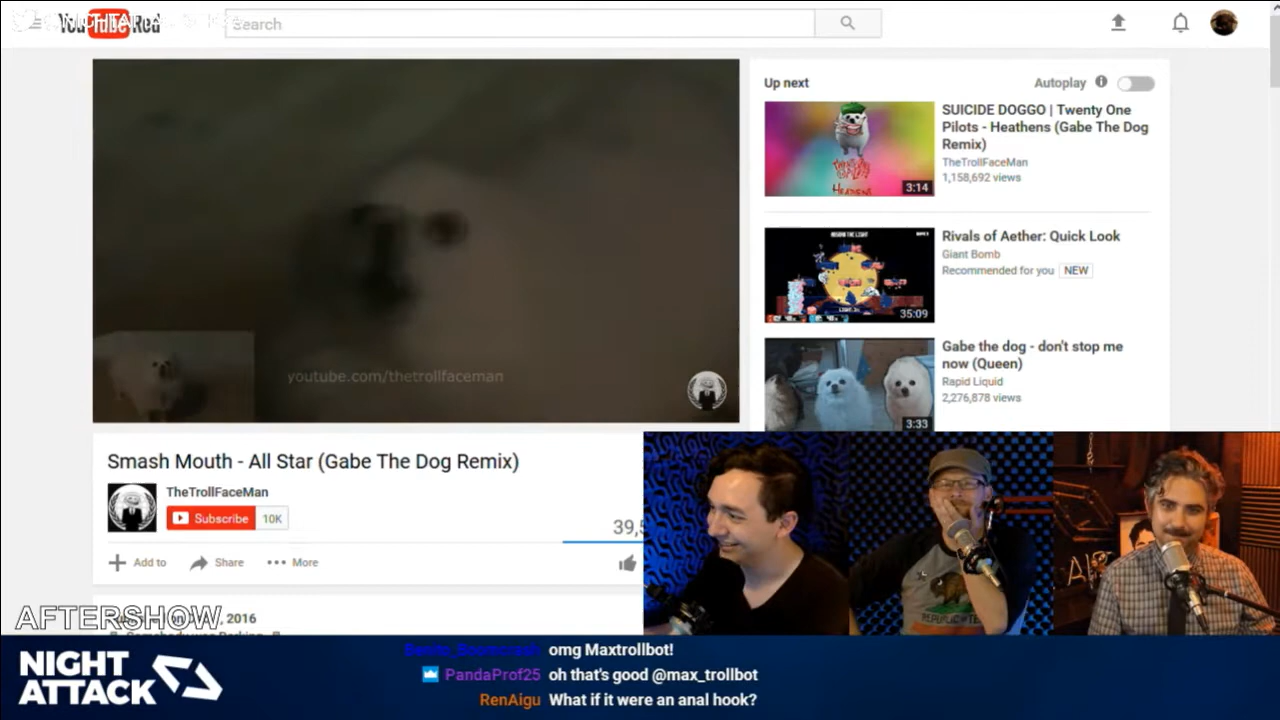 YouTube Red
Search
Up next
Autoplay
SUICIDE DOGGO | Twenty One
Pilots - Heathens (Gabe The Dog
Remix)
TheTrollFaceMan
1,158,692 views
HEATHENS
3:14
Rivals of Aether: Quick Look
Giant Bomb
Recommended for you NEW
35:09
Gabe the dog - don't stop me
now (Queen)
Rapid Liquid
2,276,878 views
3:33
youtube.com/thetrollfaceman
Smash Mouth - All Star (Gabe The Dog Remix)
TheTrollFaceMan
Subscribe 10K
39,5
Add to Share More
AFTERSHOW
, 2016
NIGHT
ATTACK
omg Maxtrollbot!
PandaProf25 oh that's good @max_trollbot
RenAigu What if it were an anal hook?